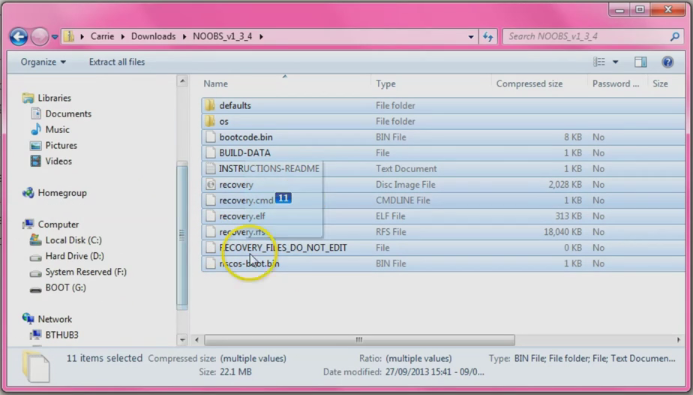 Carrie ▸ Downloads ▸ NOOBS_v1_3_4 ▸
Search NOOBS_v1_3_4
Organize Extract all files
Name Type Compressed size Password ... Size
Libraries
Documents
Music
Pictures
Videos
Homegroup
Computer
Local Disk (C:)
Hard Drive (D:)
System Reserved (F:)
BOOT (G:)
Network
BTHUB3
defaults File folder
os File folder
bootcode.bin BIN File 8 KB No
BUILD-DATA File 1 KB No
INSTRUCTIONS-README Text Document 1 KB No
recovery Disc Image File 2,028 KB No
recovery.cmd CMDLINE File 1 KB No
11
recovery.elf ELF File 313 KB No
recovery.rfs RFS File 18,040 KB No
RECOVERY_FILES_DO_NOT_EDIT File 0 KB No
riscos-boot.bin BIN File 1 KB No
11 items selected Compressed size: (multiple values) Ratio: (multiple values) Type: BIN File; File folder; File; Text Documen...
Size: 22.1 MB Date modified: 27/09/2013 15:41 - 09/0...